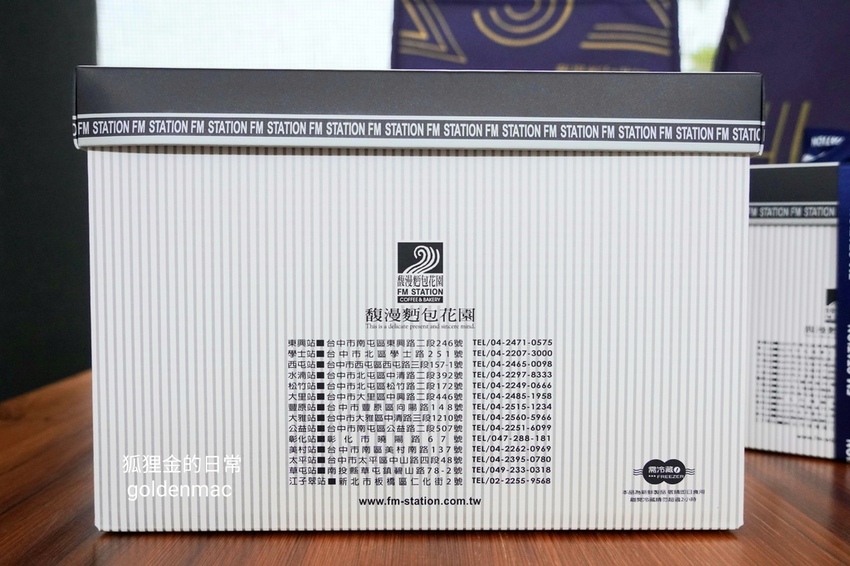 FM STATION FM STATION FM STATION FM STATION FM STATION FM STATION FM STATION FM STATION FM STATION FM STATION FM STATION FM STATION
馥漫麵包花園
FM STATION
COFFEE & BAKERY
馥漫麵包花園
This is a delicate present and sincere mind.
東興站■台中市南屯區東興路二段246號 TEL/04-2471-0575
學士站■台中市北區學士路251號 TEL/04-2207-3000
西屯站■台中市西屯區西屯路三段157-1號 TEL/04-2465-0098
水湳站■台中市北屯區中清路二段392號 TEL/04-2297-8333
松竹站■台中市北屯區松竹路二段172號 TEL/04-2249-0666
大里站■台中市大里區中興路二段446號 TEL/04-2485-1958
豐原站■台中市豐原區向陽路148號 TEL/04-2515-1234
大雅站■台中市大雅區中清路三段1210號 TEL/04-2560-5966
公益站■台中市南屯區公益路二段507號 TEL/04-2251-6099
彰化站■彰化市曉陽路67號 TEL/047-288-181
美村站■台中市南區美村南路137號 TEL/04-2262-0969
太平站■台中市太平區中山路四段48號 TEL/04-2395-0780
草屯站■南投縣草屯鎮碧山路78-2號 TEL/049-233-0318
江子翠站■新北市板橋區仁化街2號 TEL/02-2255-9568
www.fm-station.com.tw
需冷藏
FREEZER
狐狸金的日常
goldenmac
FM STATION FM STATION